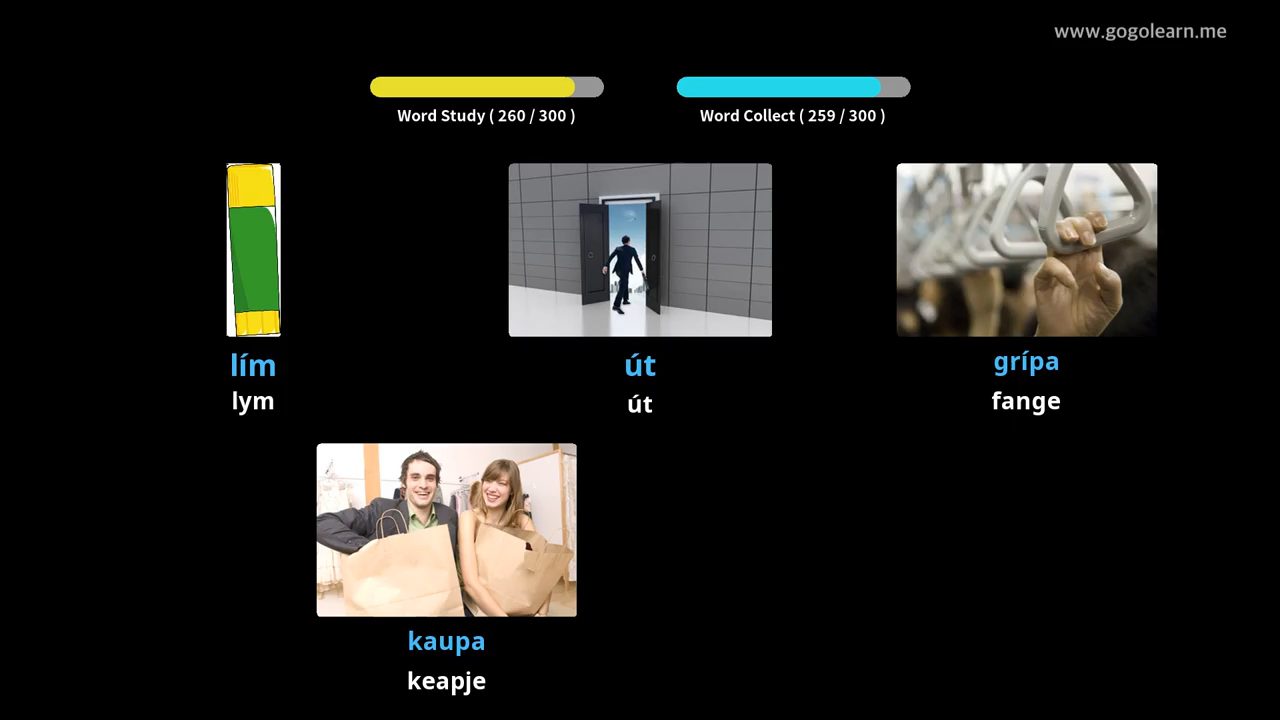 www.gogolearn.me
Word Study ( 260 / 300 )
Word Collect ( 259 / 300 )
lím
lym
út
út
grípa
fange
kaupa
keapje